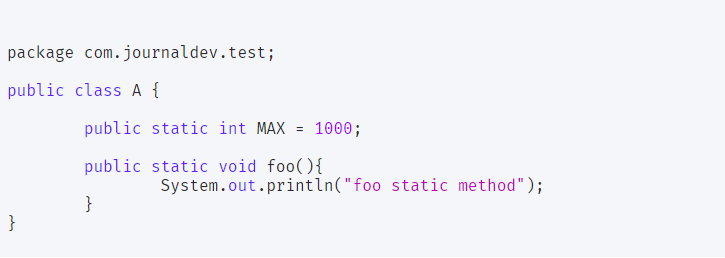 package com.journaldev.test;
public class A {
public static int MAX = 1000;
public static void foo(){
System.out.println("foo static method");
}
}